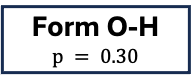 Form O-H
p = 0.30